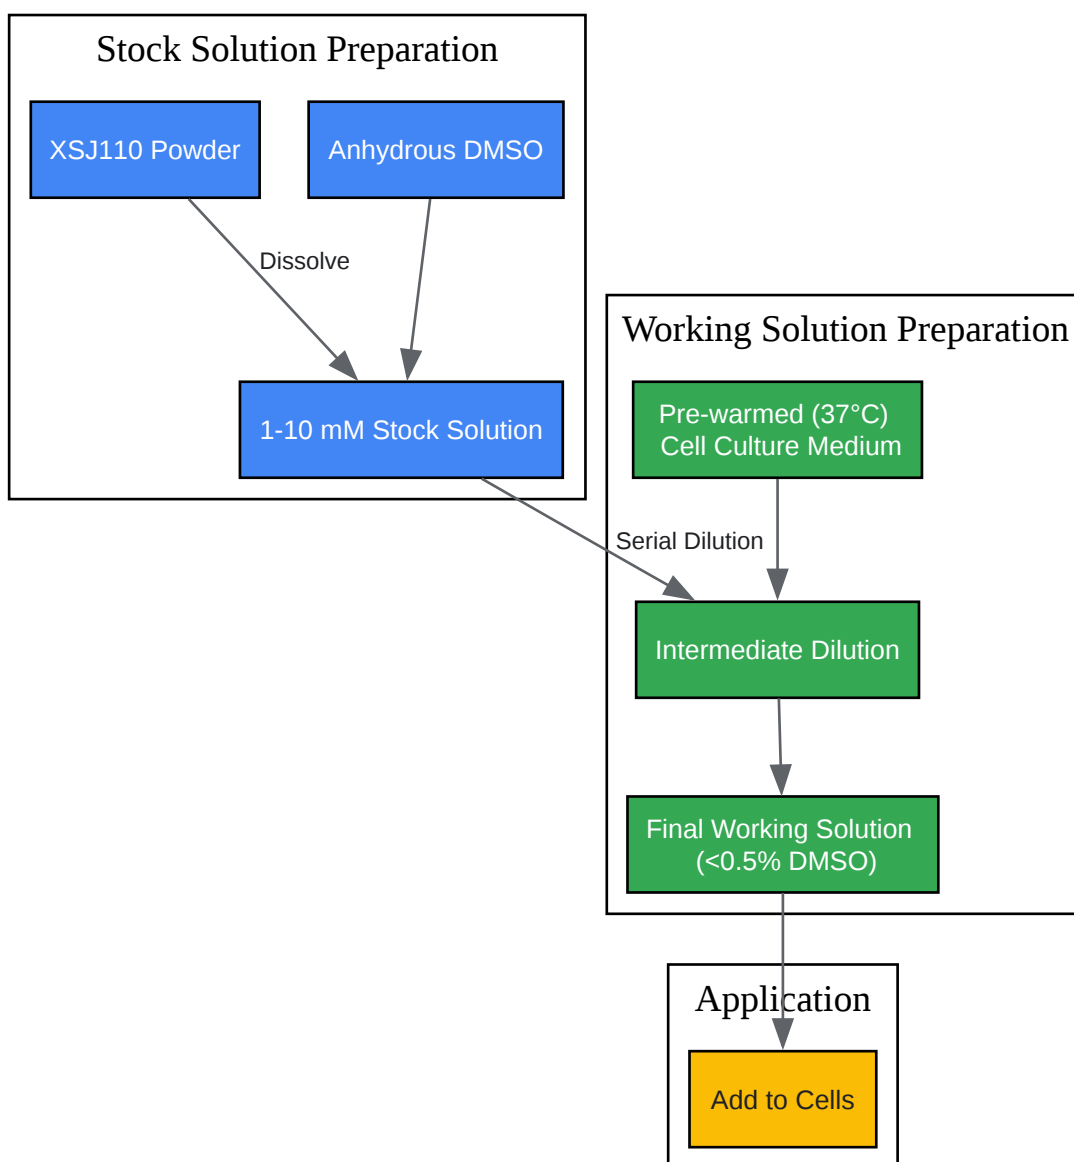 Stock Solution Preparation
XSJ110 Powder
Anhydrous DMSO
Dissolve
1-10 mM Stock Solution
Working Solution Preparation
Pre-warmed (37°C)
Cell Culture Medium
Serial Dilution
Intermediate Dilution
Final Working Solution
(<0.5% DMSO)
Application
Add to Cells